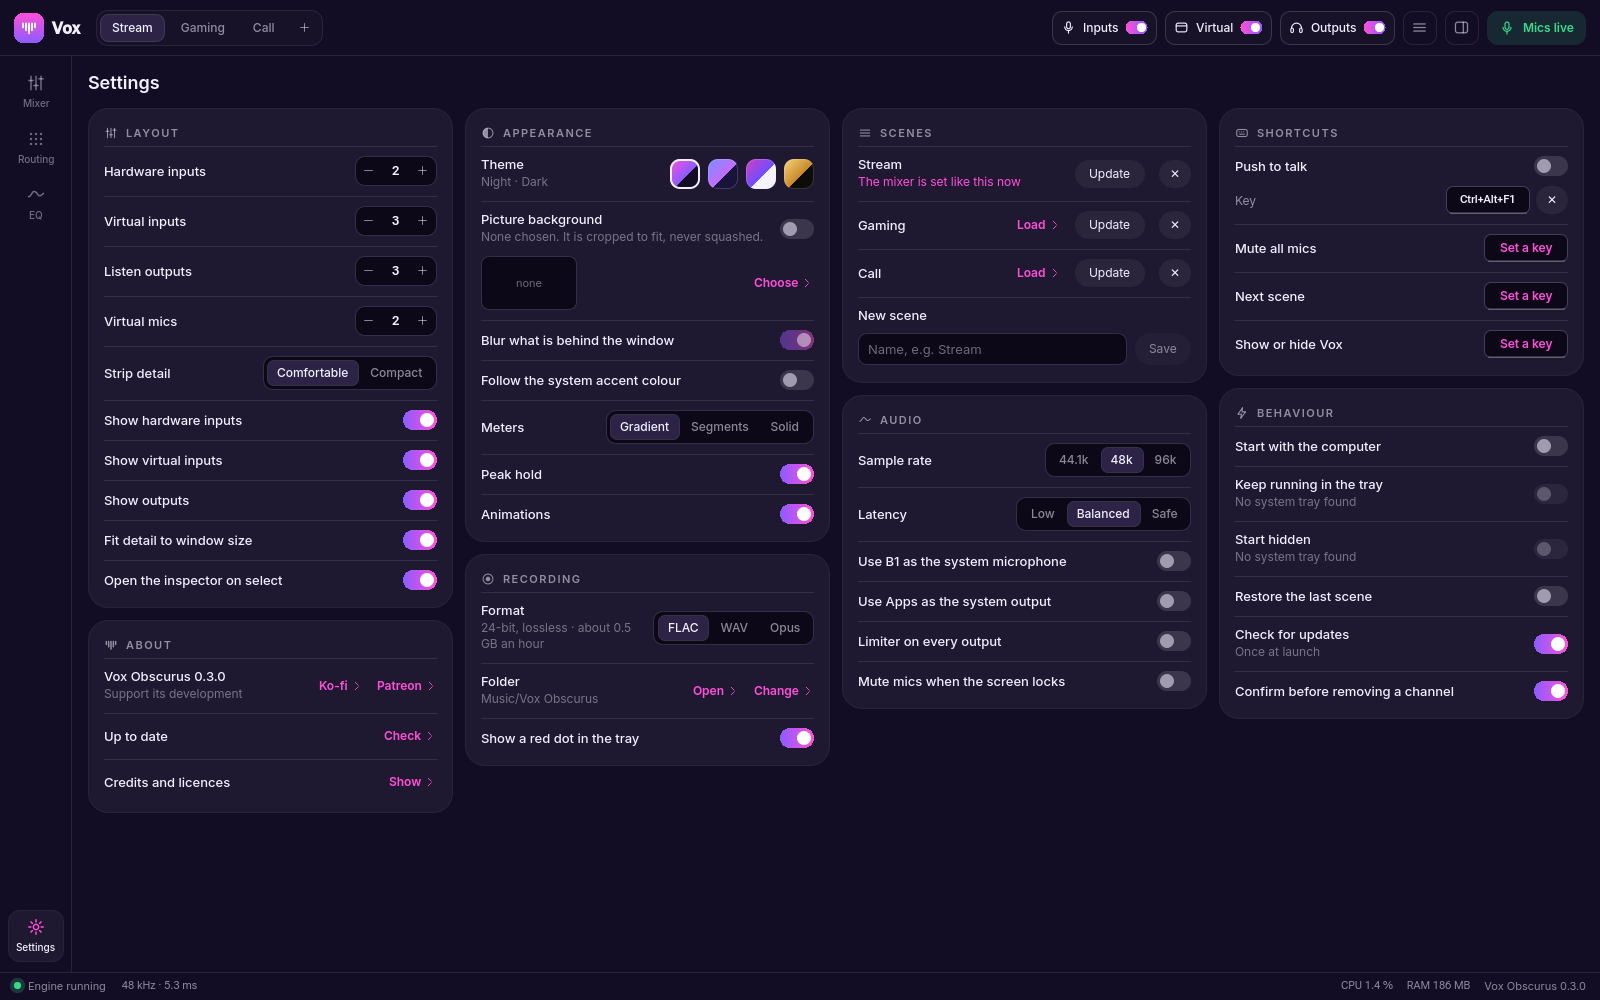 Vox
Stream
Gaming
Call
+
Inputs
Virtual
Outputs
Mics live
Mixer
Routing
EQ
Settings
Settings
LAYOUT
Hardware inputs
− 2 +
Virtual inputs
− 3 +
Listen outputs
− 3 +
Virtual mics
− 2 +
Strip detail
Comfortable
Compact
Show hardware inputs
Show virtual inputs
Show outputs
Fit detail to window size
Open the inspector on select
ABOUT
Vox Obscurus 0.3.0
Support its development
Ko-fi
Patreon
Up to date
Check
Credits and licences
Show
APPEARANCE
Theme
Night · Dark
Picture background
None chosen. It is cropped to fit, never squashed.
none
Choose
Blur what is behind the window
Follow the system accent colour
Meters
Gradient
Segments
Solid
Peak hold
Animations
RECORDING
Format
24-bit, lossless · about 0.5
GB an hour
FLAC
WAV
Opus
Folder
Music/Vox Obscurus
Open
Change
Show a red dot in the tray
SCENES
Stream
The mixer is set like this now
Update
✕
Gaming
Load
Update
✕
Call
Load
Update
✕
New scene
Name, e.g. Stream
Save
AUDIO
Sample rate
44.1k
48k
96k
Latency
Low
Balanced
Safe
Use B1 as the system microphone
Use Apps as the system output
Limiter on every output
Mute mics when the screen locks
SHORTCUTS
Push to talk
Key
Ctrl+Alt+F1
✕
Mute all mics
Set a key
Next scene
Set a key
Show or hide Vox
Set a key
BEHAVIOUR
Start with the computer
Keep running in the tray
No system tray found
Start hidden
No system tray found
Restore the last scene
Check for updates
Once at launch
Confirm before removing a channel
Engine running
48 kHz · 5.3 ms
CPU 1.4 %
RAM 186 MB
Vox Obscurus 0.3.0